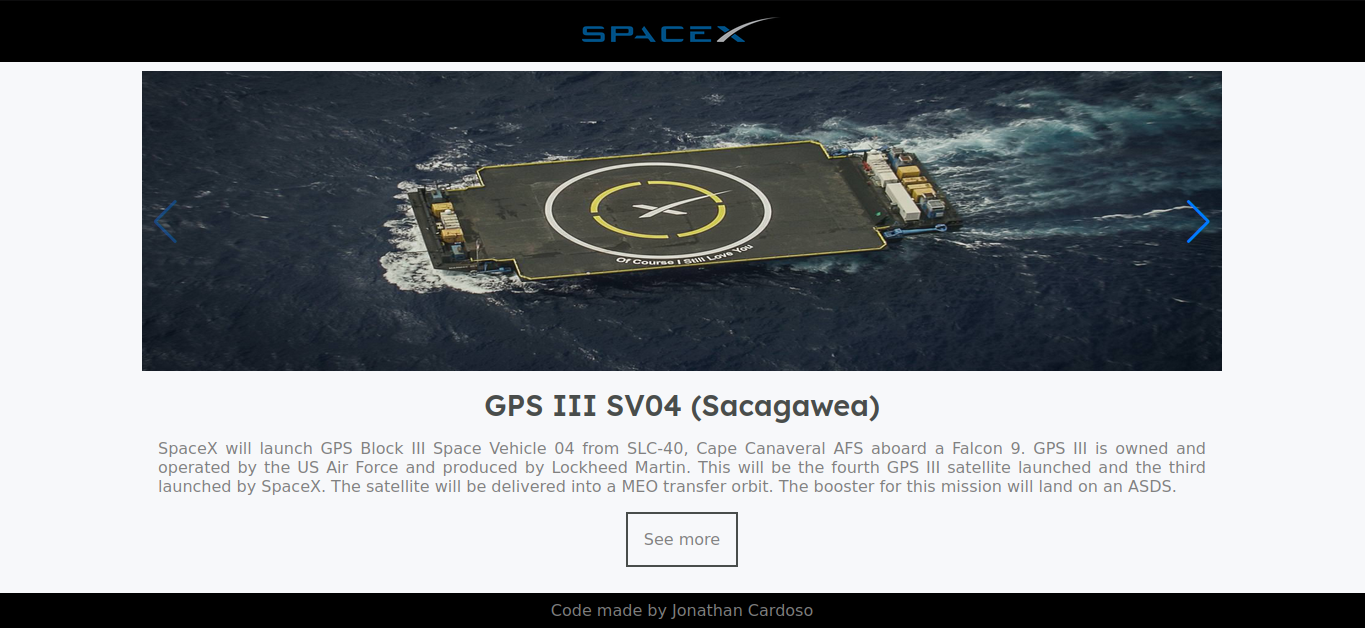 SPACEX
Of Course I Still Love You
GPS III SV04 (Sacagawea)
SpaceX will launch GPS Block III Space Vehicle 04 from SLC-40, Cape Canaveral AFS aboard a Falcon 9. GPS III is owned and
operated by the US Air Force and produced by Lockheed Martin. This will be the fourth GPS III satellite launched and the third
launched by SpaceX. The satellite will be delivered into a MEO transfer orbit. The booster for this mission will land on an ASDS.
See more
Code made by Jonathan Cardoso